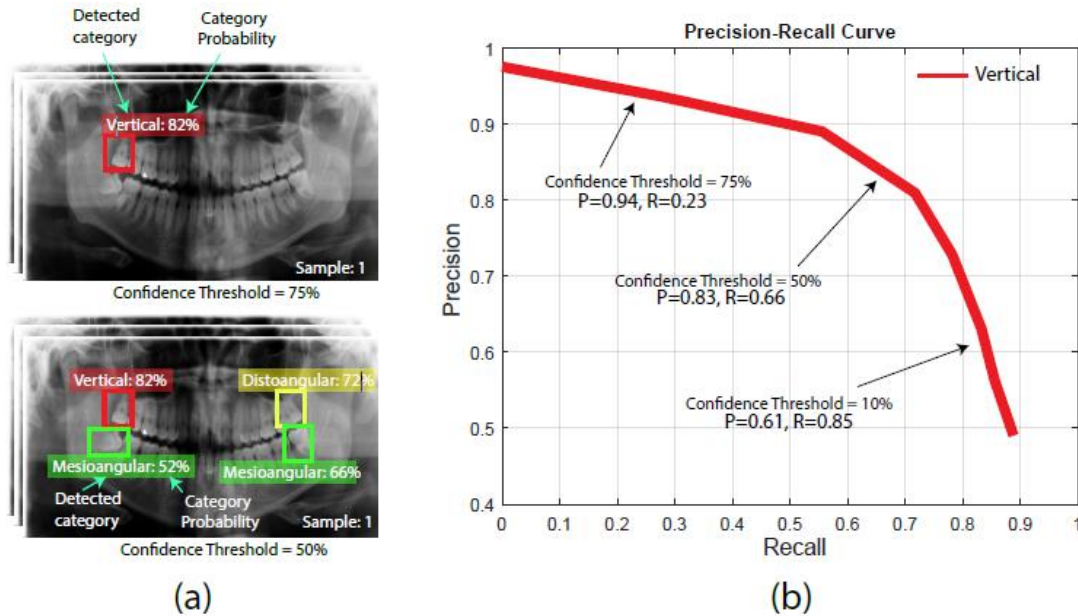 Detected category
Category Probability
Vertical: 82%
Sample: 1
Confidence Threshold = 75%
Vertical: 82%
Distoangular: 72%
Mesioangular: 52%
Mesioangular: 66%
Detected category
Category Probability
Sample: 1
Confidence Threshold = 50%
(a)
Precision-Recall Curve
Vertical
Confidence Threshold = 75%
P=0.94, R=0.23
Confidence Threshold = 50%
P=0.83, R=0.66
Confidence Threshold = 10%
P=0.61, R=0.85
Precision
1
0.9
0.8
0.7
0.6
0.5
0.4
0
0.1
0.2
0.3
0.4
0.5
0.6
0.7
0.8
0.9
1
Recall
(b)